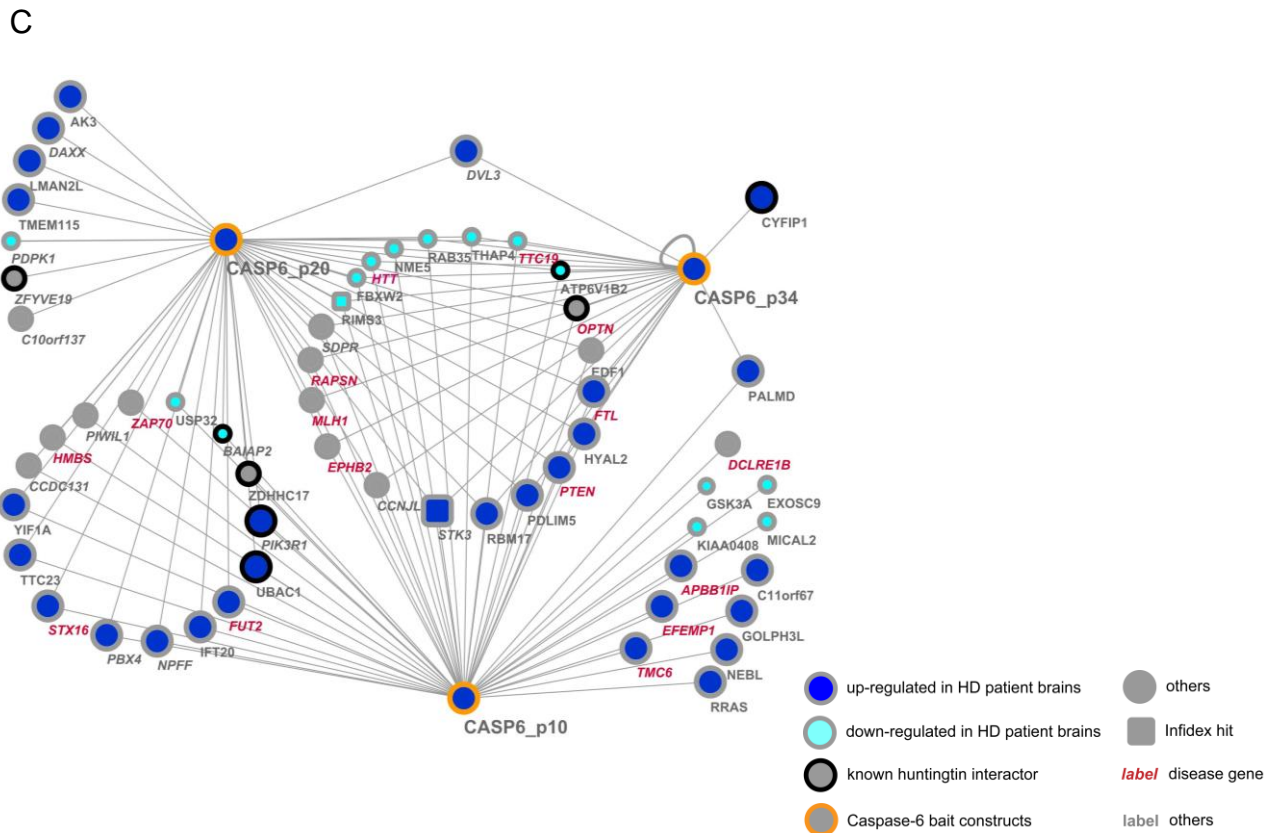 C
AK3
DAXX
LMAN2L
TMEM115
PDPK1
ZFYVE19
C10orf137
DVL3
CYFIP1
CASP6_p20
CASP6_p34
RAB35
THAP4
TTC19
NME5
HTT
FBXW2
RIMS3
ATP6V1B2
OPTN
SDPR
EDF1
RAPSN
FTL
MLH1
HYAL2
EPHB2
PTEN
CCNJL
PDLIM5
STK3
RBM17
PALMD
ZAP70
USP32
PIWIL1
BAIAP2
HMBS
CCDC131
ZDHHC17
YIF1A
PIK3R1
TTC23
UBAC1
STX16
FUT2
PBX4
NPFF
IFT20
DCLRE1B
GSK3A
EXOSC9
KIAA0408
MICAL2
APBB1IP
C11orf67
EFEMP1
GOLPH3L
TMC6
NEBL
RRAS
CASP6_p10
up-regulated in HD patient brains
others
down-regulated in HD patient brains
Infidex hit
known huntingtin interactor
label disease gene
Caspase-6 bait constructs
label others